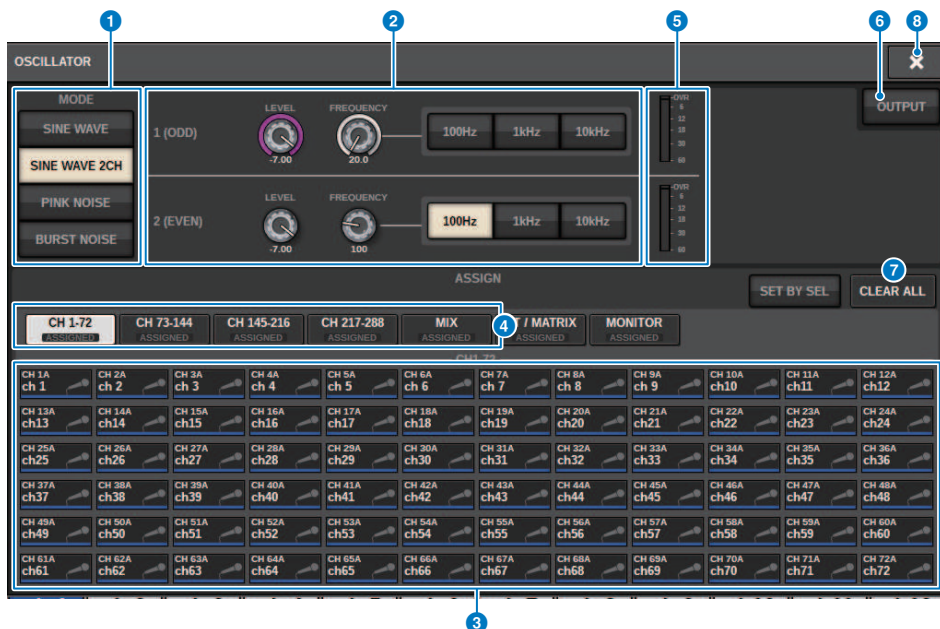 1 2 5 6 8
OSCILLATOR
MODE
SINE WAVE
SINE WAVE 2CH
PINK NOISE
BURST NOISE
1 (ODD)
LEVEL
-7.00
FREQUENCY
20.0
100Hz 1kHz 10kHz
OVR
6
12
18
30
60
OUTPUT
2 (EVEN)
LEVEL
-7.00
FREQUENCY
100
100Hz 1kHz 10kHz
OVR
6
12
18
30
60
7
ASSIGN
SET BY SEL CLEAR ALL
CH 1-72 CH 73-144 CH 145-216 CH 217-288 MIX 4 T / MATRIX MONITOR
ASSIGNED ASSIGNED ASSIGNED ASSIGNED ASSIGNED ASSIGNED ASSIGNED
CH1-72
CH 1A CH 2A CH 3A CH 4A CH 5A CH 6A CH 7A CH 8A CH 9A CH 10A CH 11A CH 12A
ch 1 ch 2 ch 3 ch 4 ch 5 ch 6 ch 7 ch 8 ch 9 ch10 ch11 ch12
CH 13A CH 14A CH 15A CH 16A CH 17A CH 18A CH 19A CH 20A CH 21A CH 22A CH 23A CH 24A
ch13 ch14 ch15 ch16 ch17 ch18 ch19 ch20 ch21 ch22 ch23 ch24
CH 25A CH 26A CH 27A CH 28A CH 29A CH 30A CH 31A CH 32A CH 33A CH 34A CH 35A CH 36A
ch25 ch26 ch27 ch28 ch29 ch30 ch31 ch32 ch33 ch34 ch35 ch36
CH 37A CH 38A CH 39A CH 40A CH 41A CH 42A CH 43A CH 44A CH 45A CH 46A CH 47A CH 48A
ch37 ch38 ch39 ch40 ch41 ch42 ch43 ch44 ch45 ch46 ch47 ch48
CH 49A CH 50A CH 51A CH 52A CH 53A CH 54A CH 55A CH 56A CH 57A CH 58A CH 59A CH 60A
ch49 ch50 ch51 ch52 ch53 ch54 ch55 ch56 ch57 ch58 ch59 ch60
CH 61A CH 62A CH 63A CH 64A CH 65A CH 66A CH 67A CH 68A CH 69A CH 70A CH 71A CH 72A
ch61 ch62 ch63 ch64 ch65 ch66 ch67 ch68 ch69 ch70 ch71 ch72
3